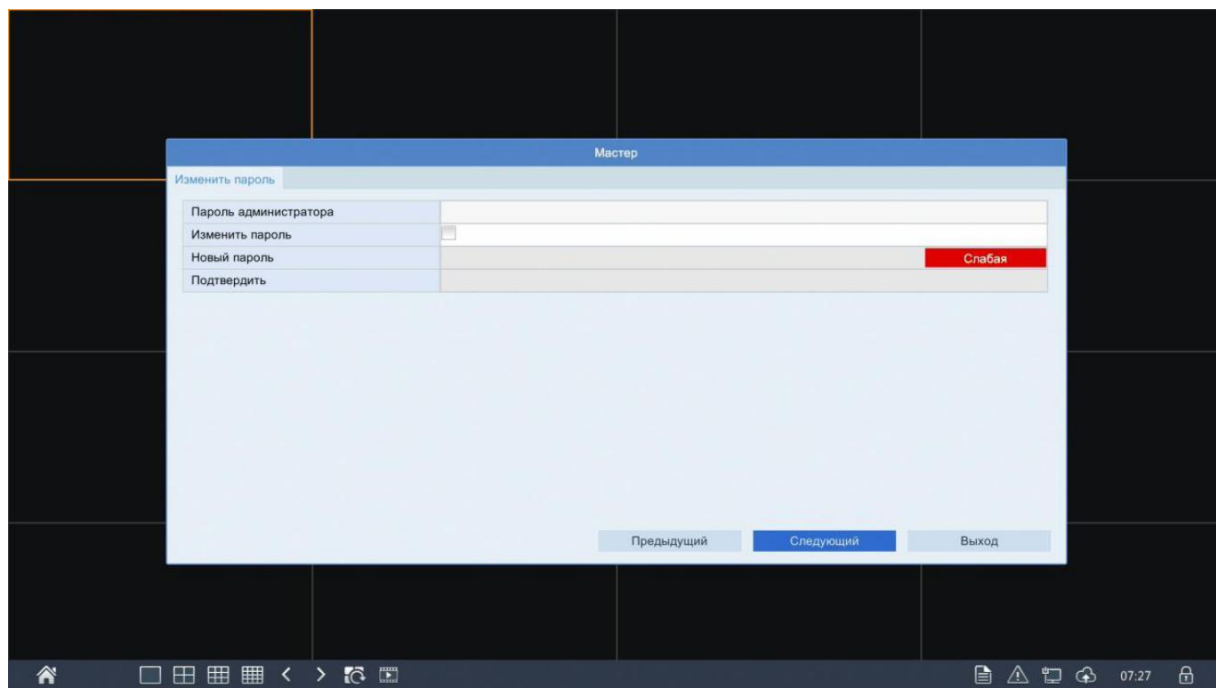 Мастер
Изменить пароль
Пароль администратора
Изменить пароль
Новый пароль Слабая
Подтвердить
Предыдущий Следующий Выход
07:27